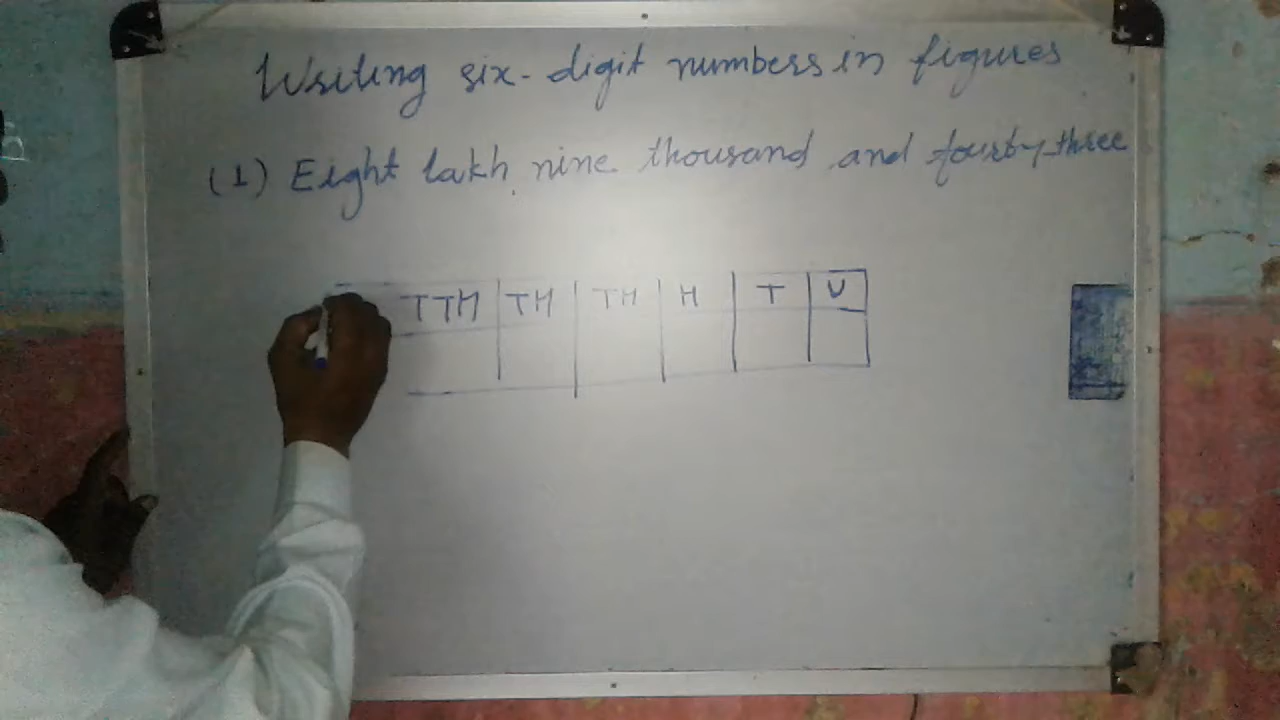 Writing six-digit numbers in figures
(1) Eight lakh, nine thousand and fourty-three
TTH TH TH H T U